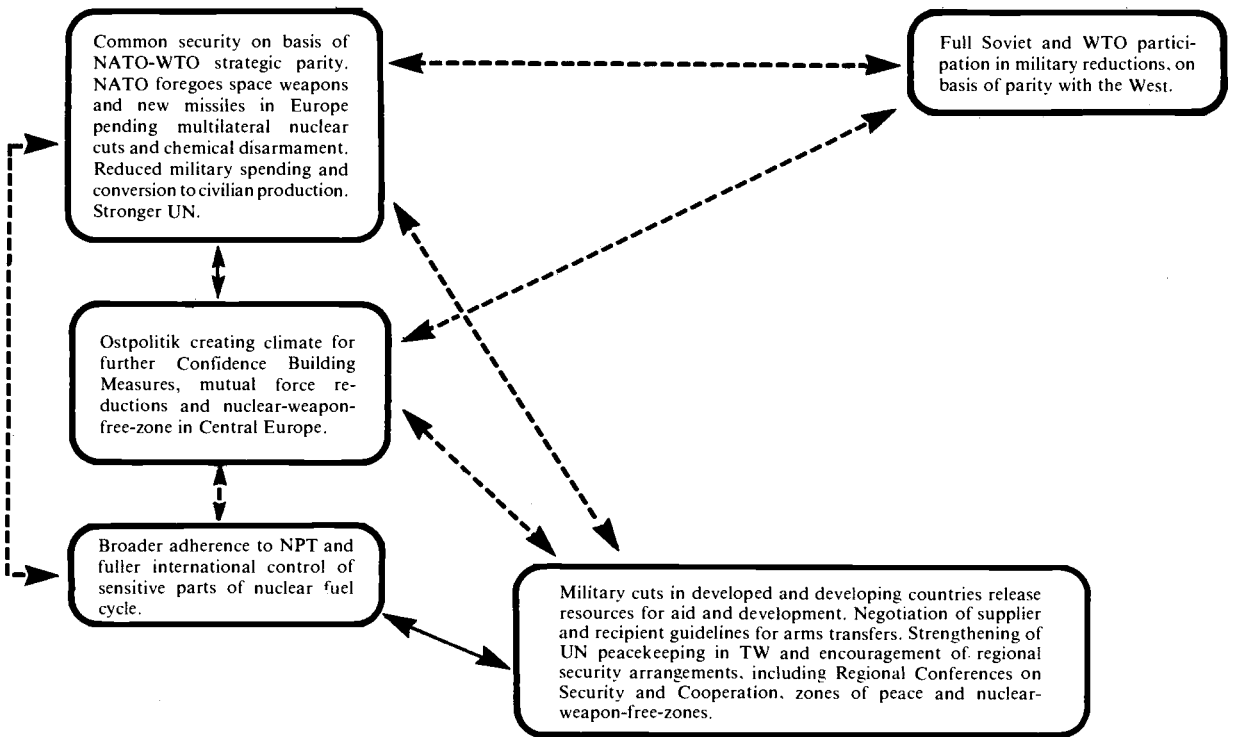 Common security on basis of
NATO-WTO strategic parity.
NATO foregoes space weapons
and new missiles in Europe
pending multilateral nuclear
cuts and chemical disarmament.
Reduced military spending and
conversion to civilian production.
Stronger UN.
Full Soviet and WTO partici-
pation in military reductions, on
basis of parity with the West.
Ostpolitik creating climate for
further Confidence Building
Measures, mutual force re-
ductions and nuclear-weapon-
free-zone in Central Europe.
Broader adherence to NPT and
fuller international control of
sensitive parts of nuclear fuel
cycle.
Military cuts in developed and developing countries release
resources for aid and development. Negotiation of supplier
and recipient guidelines for arms transfers. Strengthening of
UN peacekeeping in TW and encouragement of regional
security arrangements, including Regional Conferences on
Security and Cooperation, zones of peace and nuclear-
weapon-free-zones.